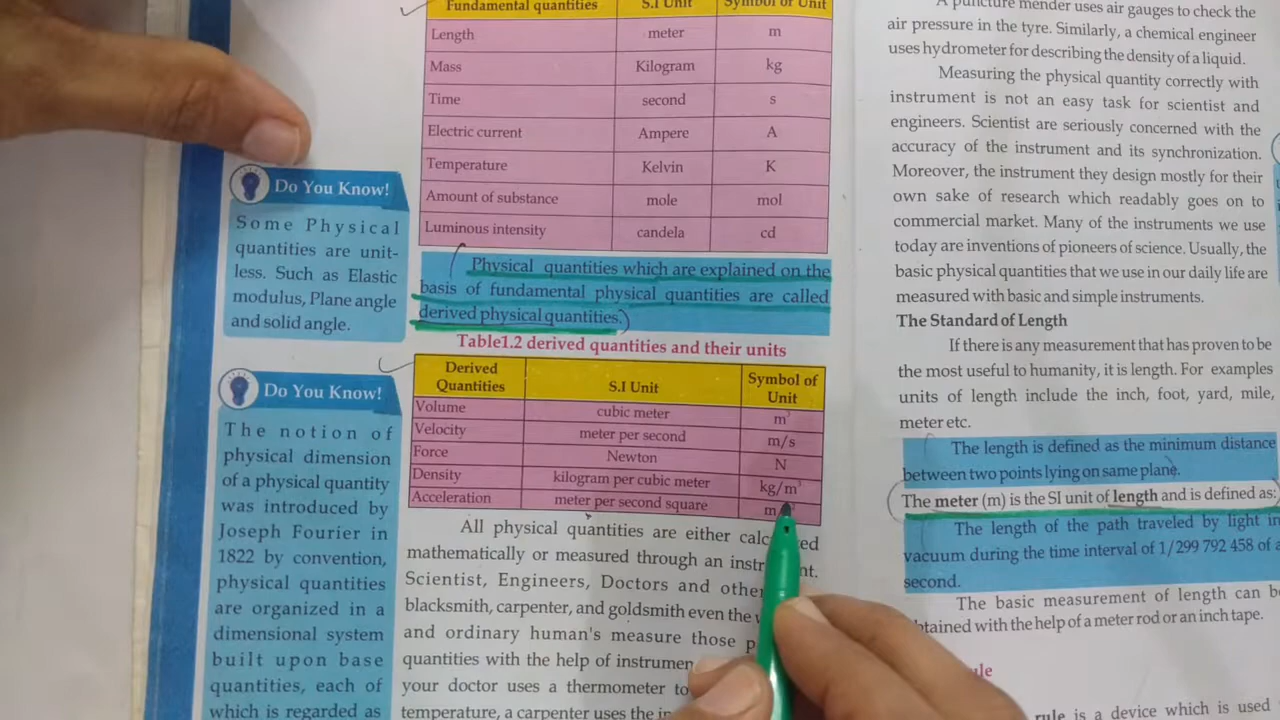 Fundamental quantities S.I Unit Symbol of Unit
Length meter m
Mass Kilogram kg
Time second s
Electric current Ampere A
Temperature Kelvin K
Amount of substance mole mol
Luminous intensity candela cd
Do You Know!
Some Physical
quantities are unit-
less. Such as Elastic
modulus, Plane angle
and solid angle.
Physical quantities which are explained on the
basis of fundamental physical quantities are called
derived physical quantities.
Table1.2 derived quantities and their units
Derived Quantities S.I Unit Symbol of Unit
Volume cubic meter m³
Velocity meter per second m/s
Force Newton N
Density kilogram per cubic meter kg/m³
Acceleration meter per second square
Do You Know!
The notion of
physical dimension
of a physical quantity
was introduced by
Joseph Fourier in
1822 by convention,
physical quantities
are organized in a
dimensional system
built upon base
quantities, each of
which is regarded as
All physical quantities are either
mathematically or measured through an
Scientist, Engineers, Doctors and
blacksmith, carpenter, and goldsmith even the
and ordinary human's measure those
quantities with the help of
your doctor uses a thermometer to
temperature, a carpenter uses the
A puncture mender uses air gauges to check the
air pressure in the tyre. Similarly, a chemical engineer
uses hydrometer for describing the density of a liquid.
Measuring the physical quantity correctly with
instrument is not an easy task for scientist and
engineers. Scientist are seriously concerned with the
accuracy of the instrument and its synchronization.
Moreover, the instrument they design mostly for their
own sake of research which readably goes on to
commercial market. Many of the instruments we use
today are inventions of pioneers of science. Usually, the
basic physical quantities that we use in our daily life are
measured with basic and simple instruments.
The Standard of Length
If there is any measurement that has proven to be
the most useful to humanity, it is length. For examples
units of length include the inch, foot, yard, mile,
meter etc.
The length is defined as the minimum distance
between two points lying on same plane.
The meter (m) is the SI unit of length and is defined as;
The length of the path traveled by light in
vacuum during the time interval of 1/299 792 458 of a
second.
The basic measurement of length can be
obtained with the help of a meter rod or an inch tape.
rule is a device which is used